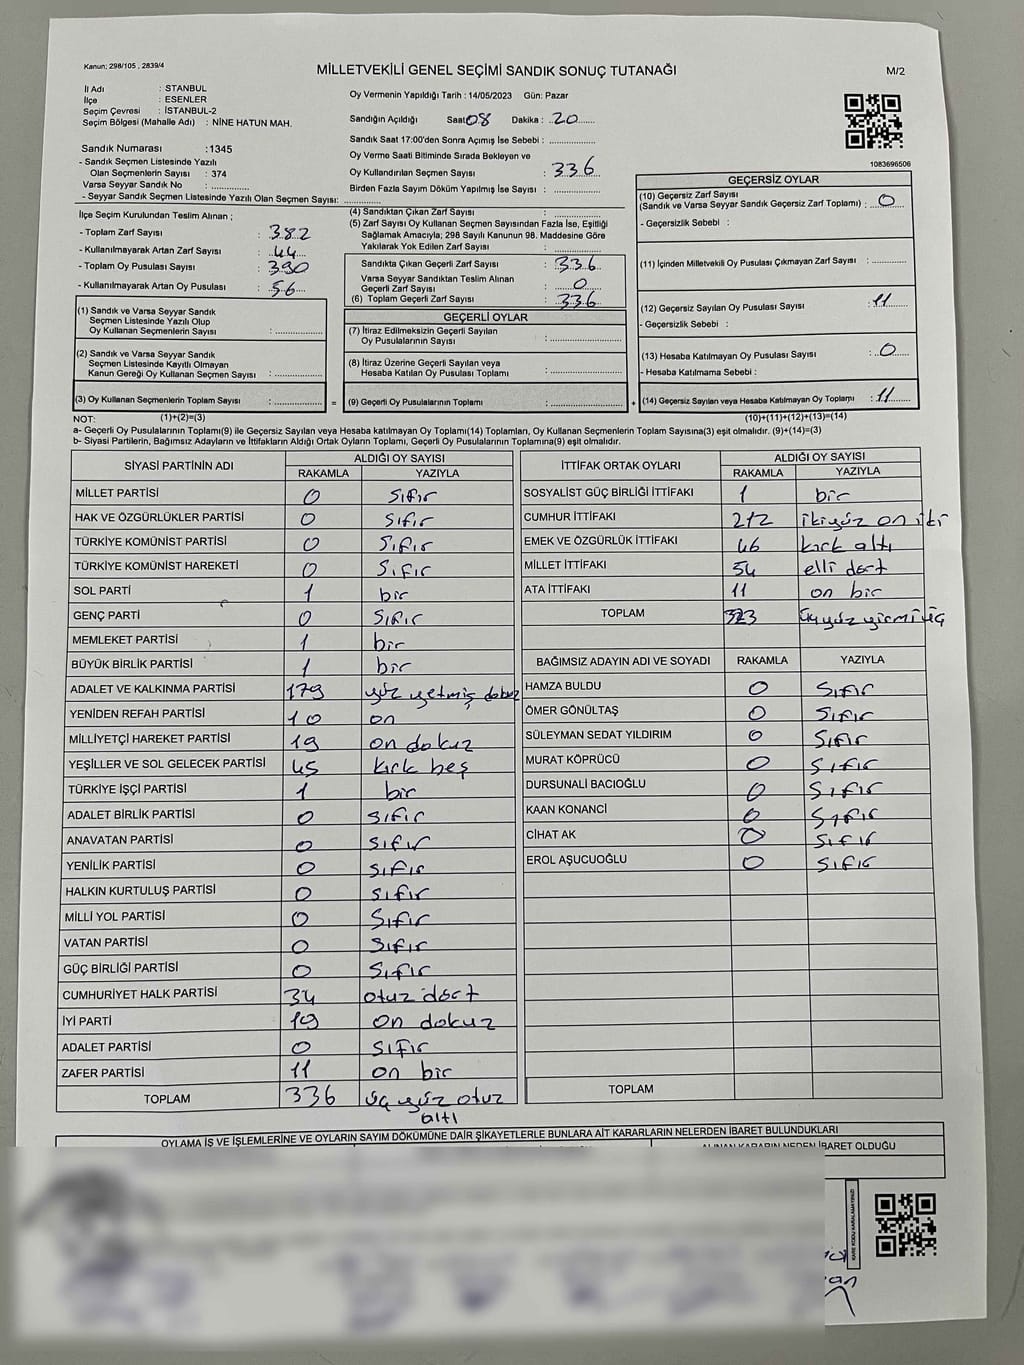 Kanun; 298/105 , 2839/4
MİLLETVEKİLİ GENEL SEÇİMİ SANDIK SONUÇ TUTANAĞI
M/2
İl Adı : STANBUL
İlçe : ESENLER
Seçim Çevresi : İSTANBUL-2
Seçim Bölgesi (Mahalle Adı) : NİNE HATUN MAH.
Sandık Numarası :1345
- Sandık Seçmen Listesinde Yazılı
Olan Seçmenlerin Sayısı : 374
Varsa Seyyar Sandık No : ..............
- Seyyar Sandık Seçmen Listesinde Yazılı Olan Seçmen Sayısı: ..............
Oy Vermenin Yapıldığı Tarih : 14/05/2023 Gün: Pazar
Sandığın Açıldığı Saat 08 Dakika : 20
Sandık Saat 17:00'den Sonra Açımış İse Sebebi : ..............
Oy Verme Saati Bitiminde Sırada Bekleyen ve
Oy Kullandırılan Seçmen Sayısı : 336
Birden Fazla Sayım Döküm Yapılmış İse Sayısı : ..............
1083696506
İlçe Seçim Kurulundan Teslim Alınan ;
- Toplam Zarf Sayısı : 382
- Kullanılmayarak Artan Zarf Sayısı : 44
- Toplam Oy Pusulası Sayısı : 390
- Kullanılmayarak Artan Oy Pusulası : 56
(4) Sandıktan Çıkan Zarf Sayısı : ..............
(5) Zarf Sayısı Oy Kullanan Seçmen Sayısından Fazla İse, Eşitliği
Sağlamak Amacıyla; 298 Sayılı Kanunun 98. Maddesine Göre
Yakılarak Yok Edilen Zarf Sayısı : ..............
Sandıkta Çıkan Geçerli Zarf Sayısı : 336
Varsa Seyyar Sandıktan Teslim Alınan
Geçerli Zarf Sayısı : 0
(6) Toplam Geçerli Zarf Sayısı : 336
GEÇERSİZ OYLAR
(10) Geçersiz Zarf Sayısı
(Sandık ve Varsa Seyyar Sandık Geçersiz Zarf Toplamı) : 0
- Geçersizlik Sebebi :
(11) İçinden Milletvekili Oy Pusulası Çıkmayan Zarf Sayısı : ..............
(12) Geçersiz Sayılan Oy Pusulası Sayısı : 11
- Geçersizlik Sebebi :
(13) Hesaba Katılmayan Oy Pusulası Sayısı : 0
- Hesaba Katılmama Sebebi :
(14) Geçersiz Sayılan veya Hesaba Katılmayan Oy Toplamı : 11
(1) Sandık ve Varsa Seyyar Sandık
Seçmen Listesinde Yazılı Olup
Oy Kullanan Seçmenlerin Sayısı : ..............
(2) Sandık ve Varsa Seyyar Sandık
Seçmen Listesinde Kayıtlı Olmayan
Kanun Gereği Oy Kullanan Seçmen Sayısı : ..............
(3) Oy Kullanan Seçmenlerin Toplam Sayısı : ..............
GEÇERLİ OYLAR
(7) İtiraz Edilmeksizin Geçerli Sayılan
Oy Pusulalarının Sayısı : ..............
(8) İtiraz Üzerine Geçerli Sayılan veya
Hesaba Katılan Oy Pusulası Toplamı : ..............
= (9) Geçerli Oy Pusulalarının Toplamı : .............. +
NOT: (1)+(2)=(3) (10)+(11)+(12)+(13)=(14)
a- Geçerli Oy Pusulalarının Toplamı(9) ile Geçersiz Sayılan veya Hesaba katılmayan Oy Toplamı(14) Toplamları, Oy Kullanan Seçmenlerin Toplam Sayısına(3) eşit olmalıdır. (9)+(14)=(3)
b- Siyasi Partilerin, Bağımsız Adayların ve İttifakların Aldığı Ortak Oyların Toplamı, Geçerli Oy Pusulalarının Toplamına(9) eşit olmalıdır.
SİYASİ PARTİNİN ADI ALDIĞI OY SAYISI
RAKAMLA YAZIYLA
MİLLET PARTİSİ 0 Sıfır
HAK VE ÖZGÜRLÜKLER PARTİSİ 0 Sıfır
TÜRKİYE KOMÜNİST PARTİSİ 0 Sıfır
TÜRKİYE KOMÜNİST HAREKETİ 0 Sıfır
SOL PARTİ 1 bir
GENÇ PARTİ 0 Sıfır
MEMLEKET PARTİSİ 1 bir
BÜYÜK BİRLİK PARTİSİ 1 bir
ADALET VE KALKINMA PARTİSİ 179 yüz yetmiş dokuz
YENİDEN REFAH PARTİSİ 10 on
MİLLİYETÇİ HAREKET PARTİSİ 19 on dokuz
YEŞİLLER VE SOL GELECEK PARTİSİ 45 kırk beş
TÜRKİYE İŞÇİ PARTİSİ 1 bir
ADALET BİRLİK PARTİSİ 0 sıfır
ANAVATAN PARTİSİ 0 sıfır
YENİLİK PARTİSİ 0 sıfır
HALKIN KURTULUŞ PARTİSİ 0 sıfır
MİLLİ YOL PARTİSİ 0 Sıfır
VATAN PARTİSİ 0 Sıfır
GÜÇ BİRLİĞİ PARTİSİ 0 Sıfır
CUMHURİYET HALK PARTİSİ 34 otuz dört
İYİ PARTİ 19 on dokuz
ADALET PARTİSİ 0 sıfır
ZAFER PARTİSİ 11 on bir
TOPLAM 336 üç yüz otuz
altı
İTTİFAK ORTAK OYLARI ALDIĞI OY SAYISI
RAKAMLA YAZIYLA
SOSYALİST GÜÇ BİRLİĞİ İTTİFAKI 1 bir
CUMHUR İTTİFAKI 212 ikiyüz on iki
EMEK VE ÖZGÜRLÜK İTTİFAKI 46 kırk altı
MİLLET İTTİFAKI 54 elli dört
ATA İTTİFAKI 11 on bir
TOPLAM 323 üçyüz yirmi üç
BAĞIMSIZ ADAYIN ADI VE SOYADI RAKAMLA YAZIYLA
HAMZA BULDU 0 Sıfır
ÖMER GÖNÜLTAŞ 0 Sıfır
SÜLEYMAN SEDAT YILDIRIM 0 Sıfır
MURAT KÖPRÜCÜ 0 Sıfır
DURSUNALİ BACIOĞLU 0 Sıfır
KAAN KONANCİ 0 Sıfır
CİHAT AK 0 Sıfır
EROL AŞUCUOĞLU 0 Sıfır
TOPLAM
OYLAMA İŞ VE İŞLEMLERİNE VE OYLARIN SAYIM DÖKÜMÜNE DAİR ŞİKAYETLERLE BUNLARA AİT KARARLARIN NELERDEN İBARET BULUNDUKLARI
ALINAN KARARIN NEDEN İBARET OLDUĞU
KARE KODU KARALAMAYINIZ!